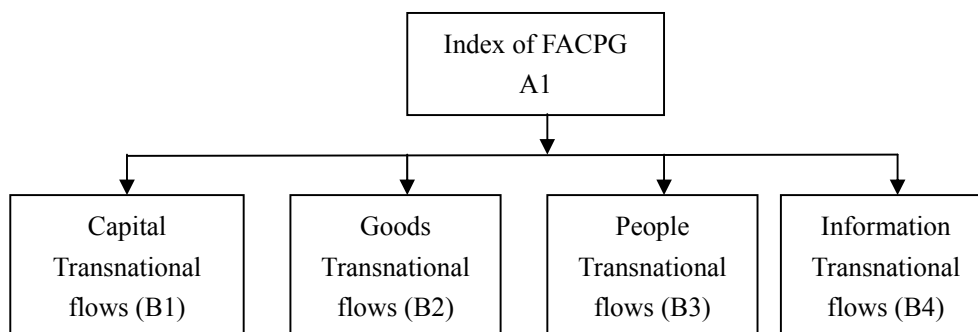 Index of FACPG
A1
Capital
Transnational
flows (B1)
Goods
Transnational
flows (B2)
People
Transnational
flows (B3)
Information
Transnational
flows (B4)